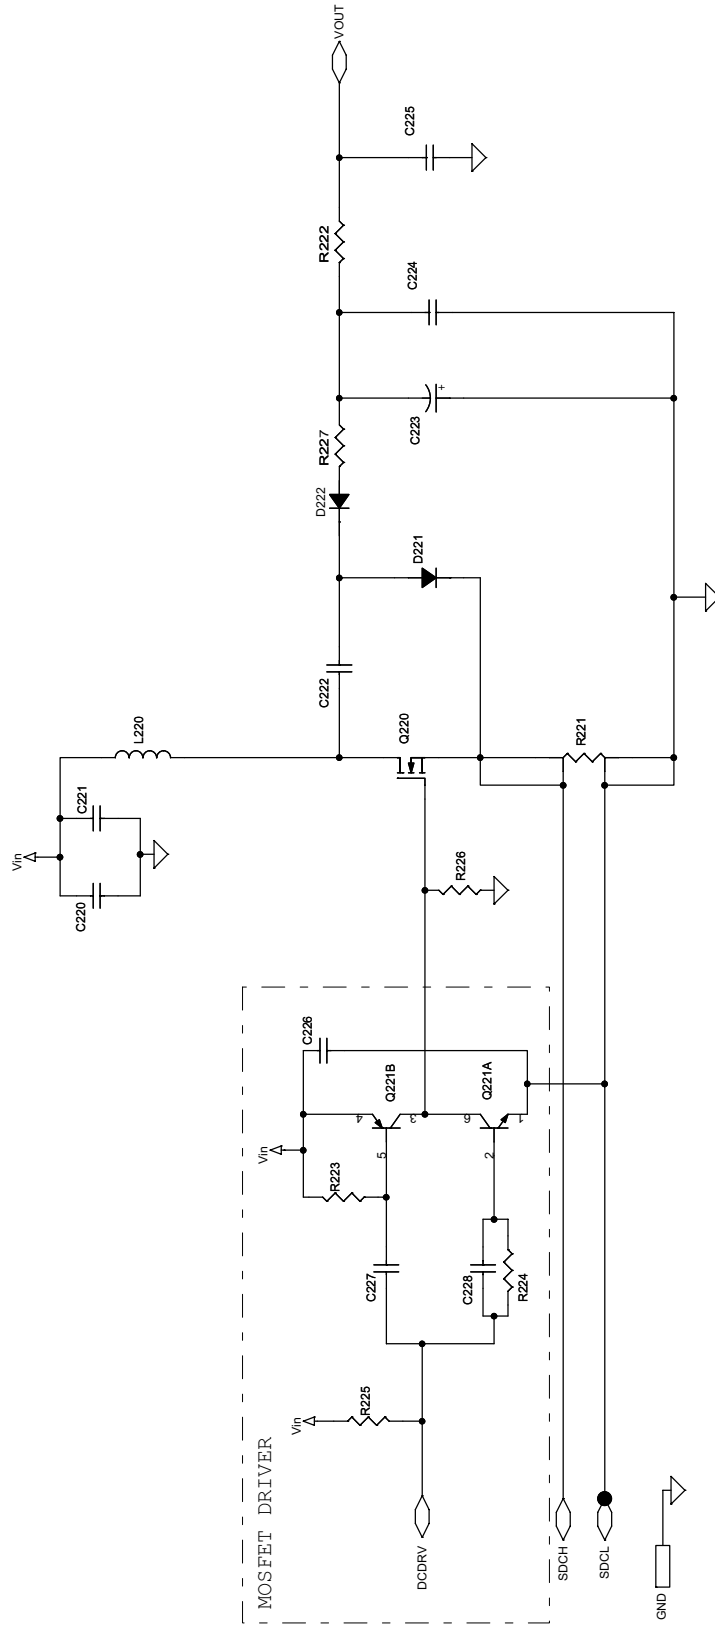 VOUT
C225
R222
C224
+
C223
R227
D222
D221
C222
Q220
R221
L220
C221
Vin
C220
R226
C226
Q221B
Q221A
4
3
6
1
5
2
Vin
R223
C227
C228
R224
Vin
R225
MOSFET DRIVER
DCDRV
SDCH
SDCL
GND